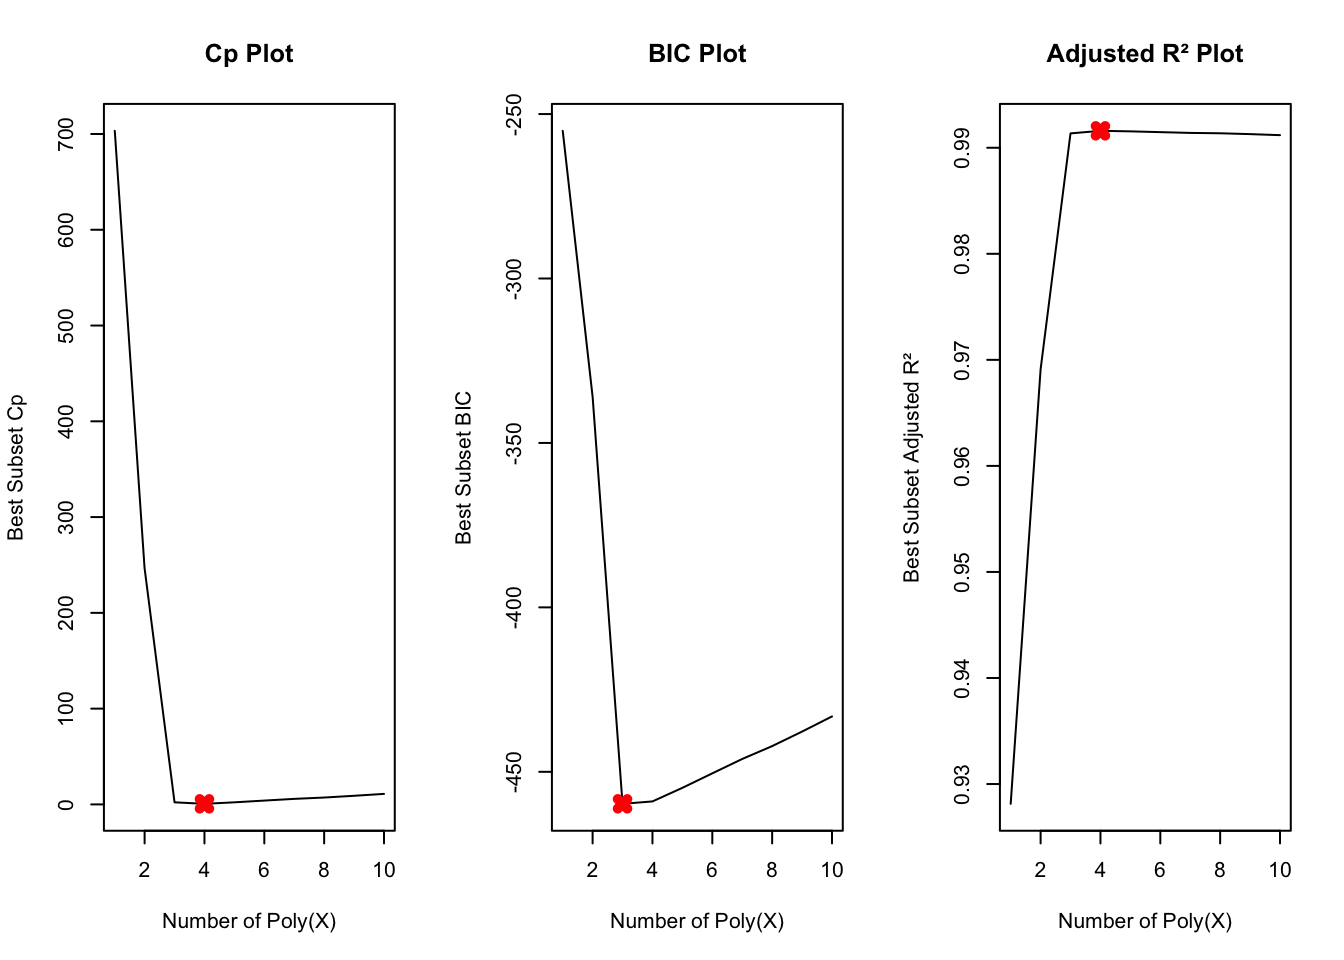 Cp Plot
Best Subset Cp
700
600
500
400
300
200
100
0
2 4 6 8 10
Number of Poly(X)
BIC Plot
Best Subset BIC
-250
-300
-350
-400
-450
2 4 6 8 10
Number of Poly(X)
Adjusted R² Plot
Best Subset Adjusted R²
0.99
0.98
0.97
0.96
0.95
0.94
0.93
2 4 6 8 10
Number of Poly(X)